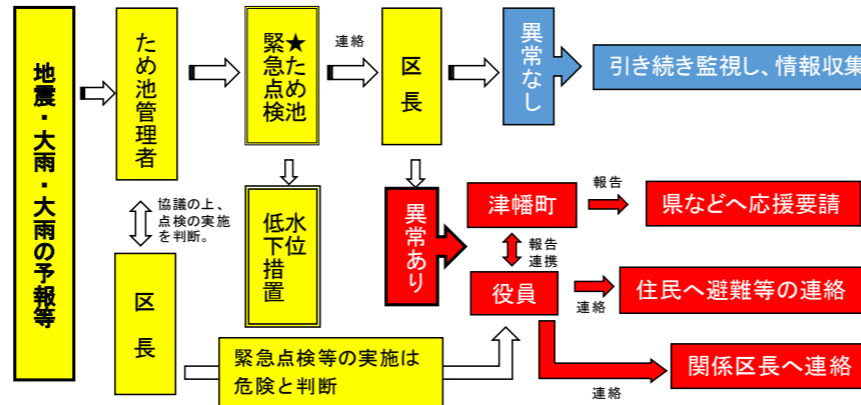 地震・大雨・大雨の予報等
ため池管理者
★ため池
緊急点検
連絡
区長
異常なし
引き続き監視し、情報収集
協議の上、
点検の実施
を判断。
水位
低下措置
異常あり
津幡町
報告
県などへ応援要請
報告
連携
役員
連絡
住民へ避難等の連絡
区長
緊急点検等の実施は
危険と判断
連絡
関係区長へ連絡